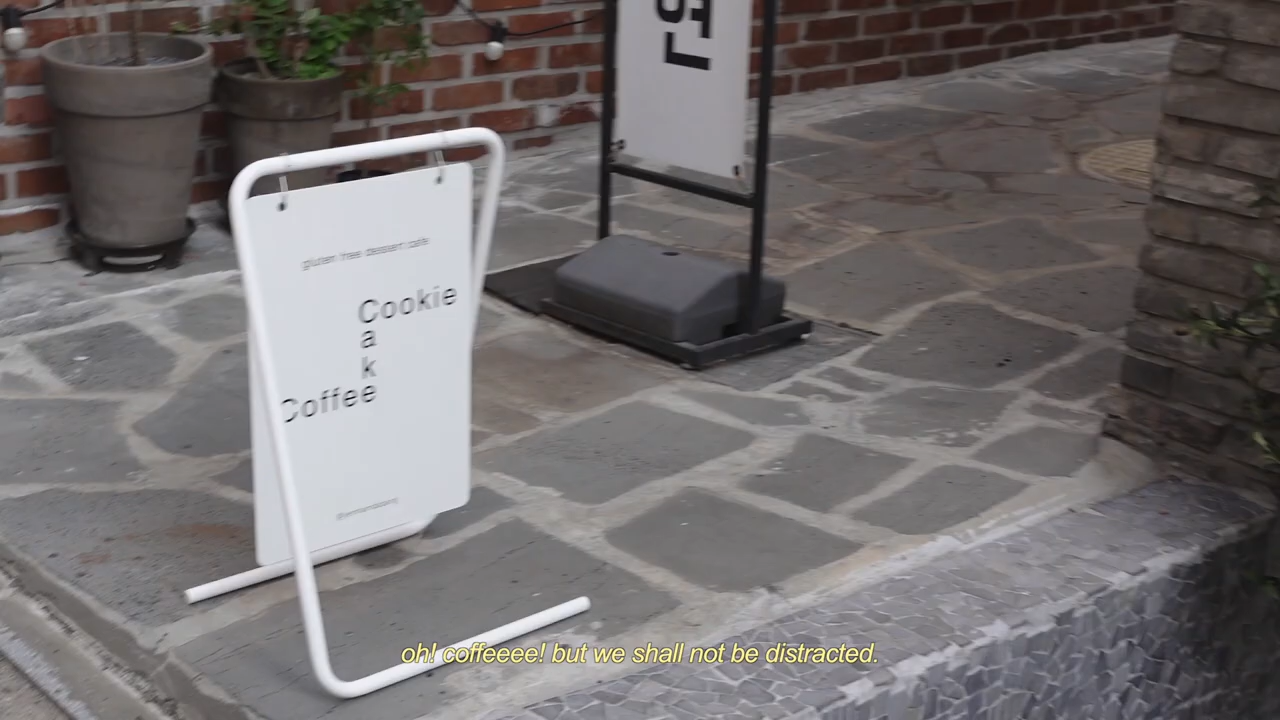 gluten free dessert cafe
Cookie
a
k
Coffee
oh! coffeeee! but we shall not be distracted.